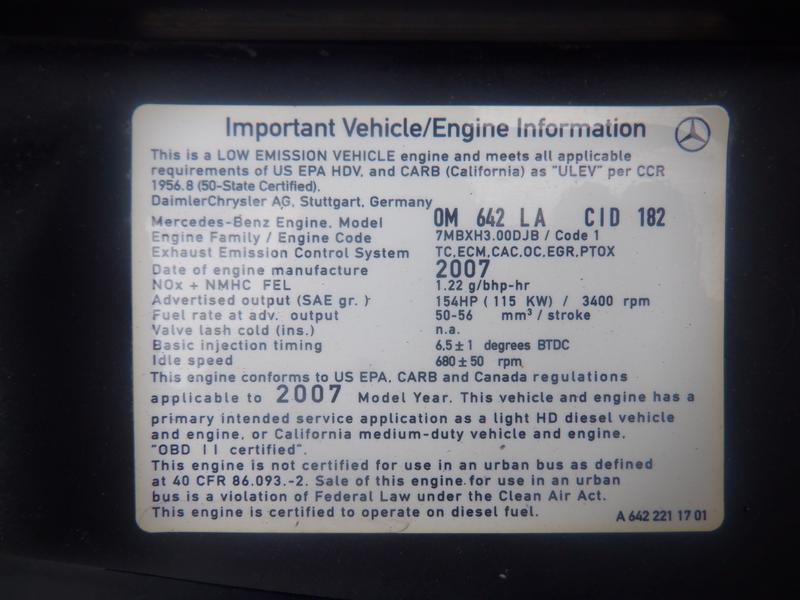 Important Vehicle/Engine Information
This is a LOW EMISSION VEHICLE engine and meets all applicable
requirements of US EPA HDV, and CARB (California) as "ULEV" per CCR
1956.8 (50-State Certified).
DaimlerChrysler AG, Stuttgart, Germany
Mercedes-Benz Engine, Model OM 642 LA CID 182
Engine Family / Engine Code 7MBXH3.00DJB / Code 1
Exhaust Emission Control System TC,ECM,CAC,OC,EGR,PTOX
Date of engine manufacture 2007
NOx + NMHC FEL 1.22 g/bhp-hr
Advertised output (SAE gr. ) 154HP ( 115 KW) / 3400 rpm
Fuel rate at adv. output 50-56 mm³ / stroke
Valve lash cold (ins.) n.a.
Basic injection timing 6,5 ± 1 degrees BTDC
Idle speed 680 ± 50 rpm
This engine conforms to US EPA, CARB and Canada regulations
applicable to 2007 Model Year. This vehicle and engine has a
primary intended service application as a light HD diesel vehicle
and engine, or California medium-duty vehicle and engine.
"OBD II certified".
This engine is not certified for use in an urban bus as defined
at 40 CFR 86.093.-2. Sale of this engine for use in an urban
bus is a violation of Federal Law under the Clean Air Act.
This engine is certified to operate on diesel fuel.
A 642 221 17 01